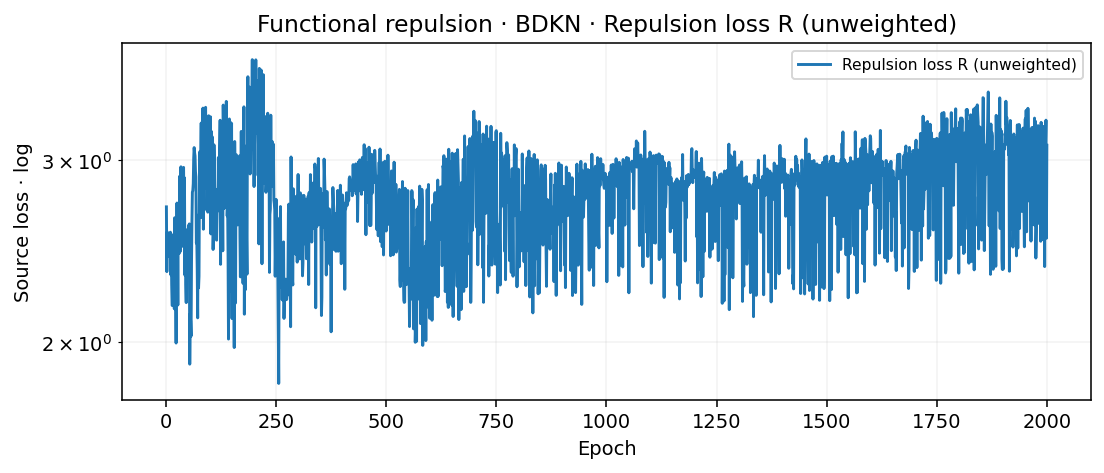 Functional repulsion · BDKN · Repulsion loss R (unweighted)
Repulsion loss R (unweighted)
Source loss · log
3 × 10⁰
2 × 10⁰
0 250 500 750 1000 1250 1500 1750 2000
Epoch